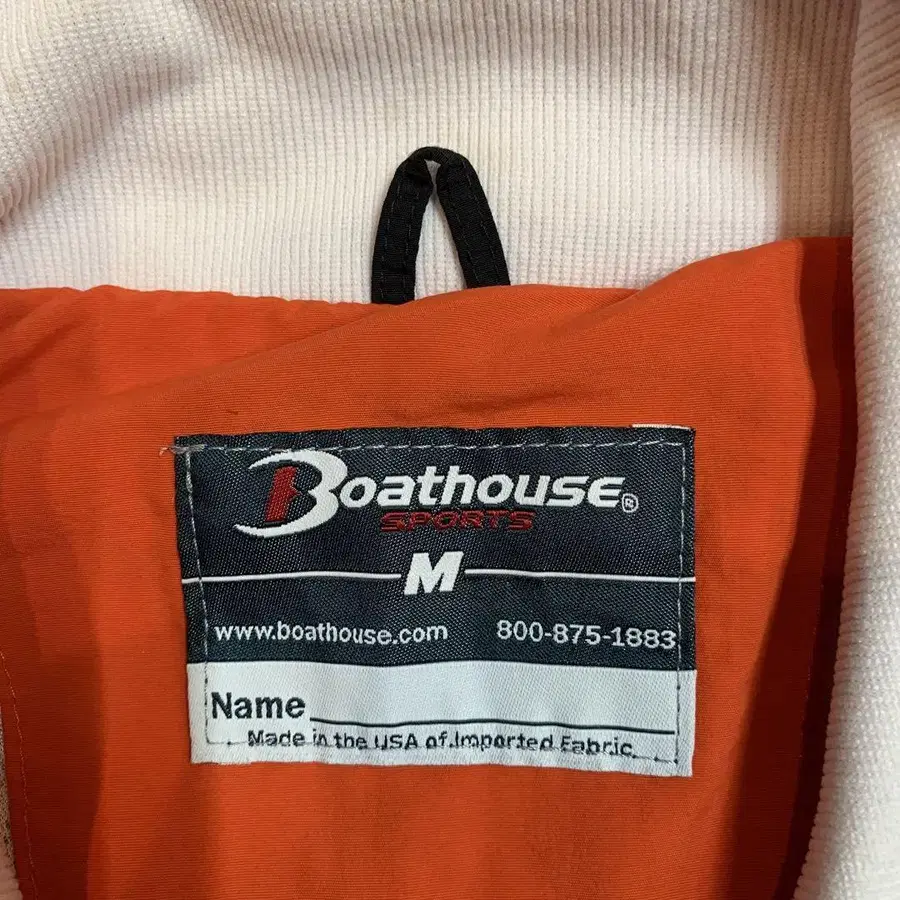 Boathouse®
SPORTS
M
www.boathouse.com 800-875-1883
Name
Made in the USA of Imported Fabric